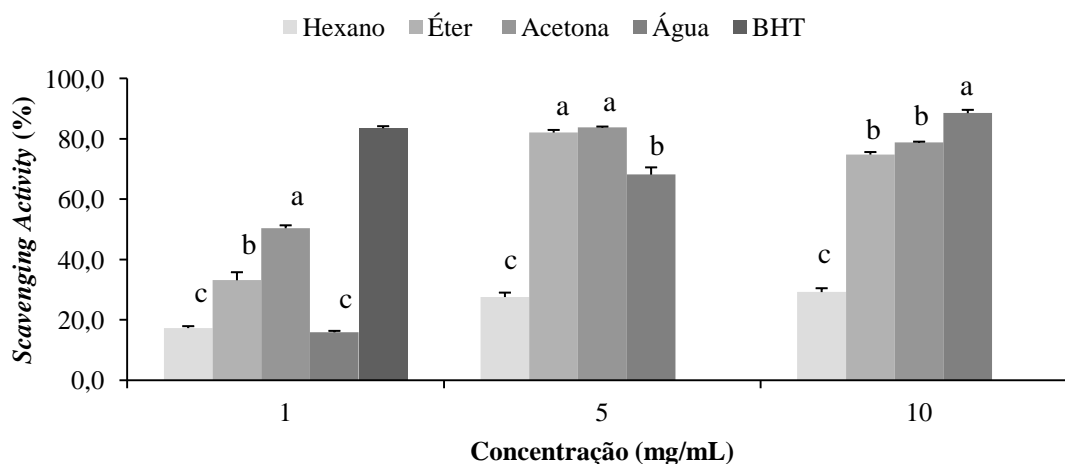 Hexano Éter Acetona Água BHT
Scavenging Activity (%)
100,0
80,0
60,0
40,0
20,0
0,0
c b a c
c a a b
c b b a
1 5 10
Concentração (mg/mL)